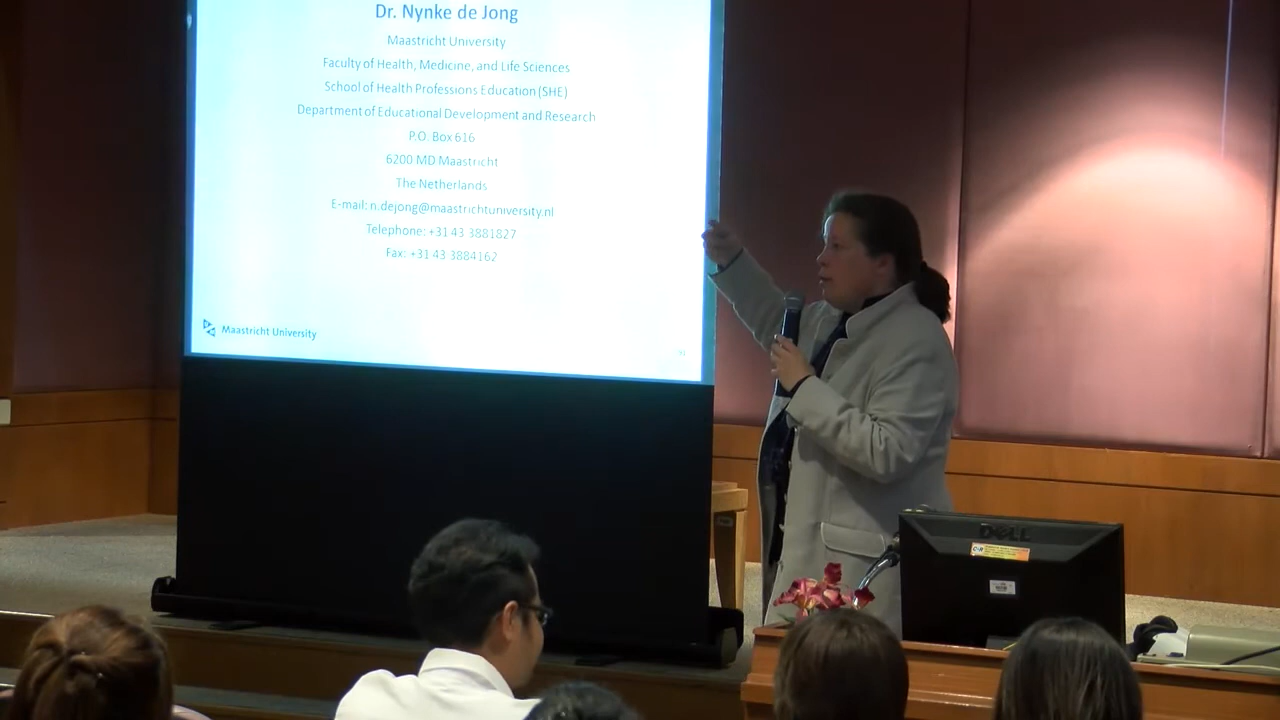 Dr. Nynke de Jong
Maastricht University
Faculty of Health, Medicine, and Life Sciences
School of Health Professions Education (SHE)
Department of Educational Development and Research
P.O. Box 616
6200 MD Maastricht
The Netherlands
E-mail: n.dejong@maastrichtuniversity.nl
Telephone: +31 43 3881827
Fax: +31 43 3884162
Maastricht University
DELL